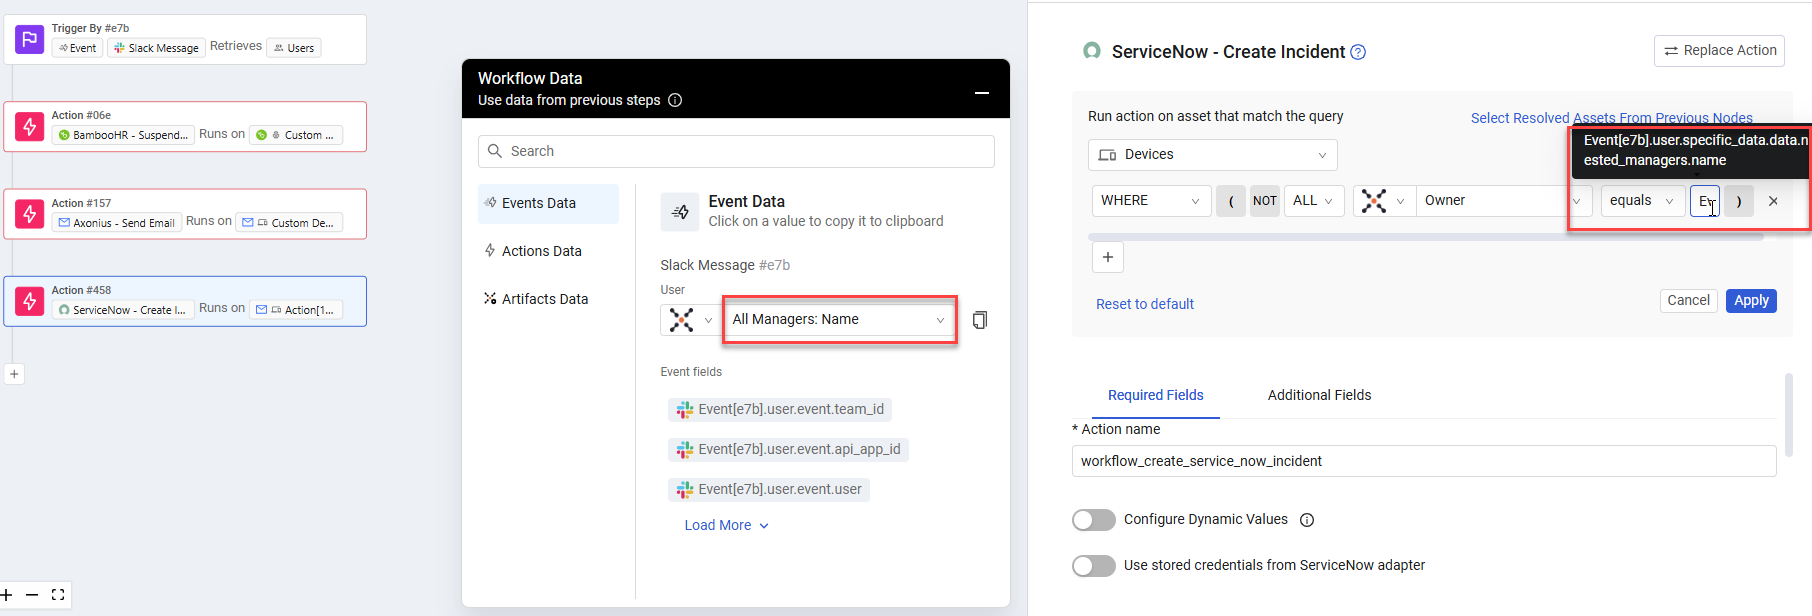 Trigger By #e7b
Event Slack Message Retrieves Users
Action #06e
BambooHR - Suspend... Runs on Custom ...
Action #157
Axonius - Send Email Runs on Custom De...
Action #458
ServiceNow - Create I... Runs on Action[1...
Workflow Data
Use data from previous steps
Search
Events Data
Actions Data
Artifacts Data
Event Data
Click on a value to copy it to clipboard
Slack Message #e7b
User
All Managers: Name
Event fields
Event[e7b].user.event.team_id
Event[e7b].user.event.api_app_id
Event[e7b].user.event.user
Load More
ServiceNow - Create Incident
Replace Action
Run action on asset that match the query
Select Resolved Assets From Previous Nodes
Event[e7b].user.specific_data.data.n
ested_managers.name
Devices
WHERE ( NOT ALL Owner equals Ev )
Reset to default
Cancel Apply
Required Fields Additional Fields
* Action name
workflow_create_service_now_incident
Configure Dynamic Values
Use stored credentials from ServiceNow adapter